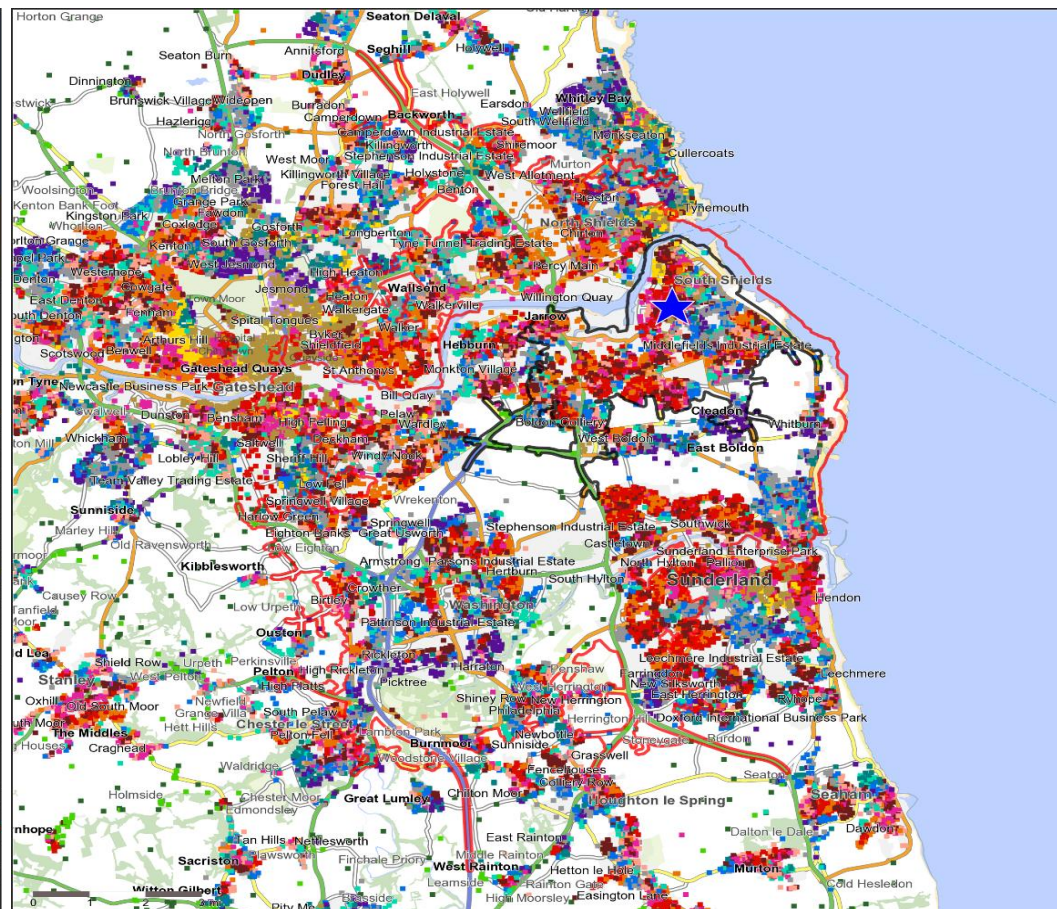 Horton Grange
Seaton Delaval
Seaton Burn
Annitsford
Seghill
Holywell
Dinnington
Dudley
East Holywell
Brunswick Village
Wideopen
Burradon
Earsdon
Whitley Bay
Wellfield
Hazlerigg
Camperdown
Backworth
South Wellfield
North Gosforth
Camperdown Industrial Estate
Monkseaton
Killingworth
Shiremoor
North Brunton
West Moor
Stephenson Industrial Estate
Cullercoats
Murton
Woolsington
Melton Park
Killingworth Village
Holystone
West Allotment
Brunton Bridge
Forest Hall
Benton
Kenton Bank Foot
Grange Park
Preston
Kingston Park
Fawdon
Tynemouth
Whorlton
Coxlodge
Gosforth
Longbenton
North Shields
Chirton
Kenton
South Gosforth
Tyne Tunnel Trading Estate
West Jesmond
Percy Main
Westerhope
High Heaton
South Shields
Denton
Cowgate
Jesmond
Wallsend
Willington Quay
East Denton
Town Moor
Heaton
Walkerville
Fenham
Walkergate
Spital Tongues
Walker
Jarrow
Arthurs Hill
Byker
Shieldfield
Hebburn
Middlefields Industrial Estate
Scotswood
Benwell
Gateshead Quays
St Anthonys
Monkton Village
Newcastle Business Park
Gateshead
Bill Quay
Swalwell
Dunston
Bensham
High Felling
Pelaw
Boldon Colliery
Cleadon
Whickham
Saltwell
Deckham
Wardley
West Boldon
Whitburn
Lobley Hill
Sheriff Hill
Windy Nook
East Boldon
Team Valley Trading Estate
Low Fell
Sunniside
Springwell Village
Wrekenton
Marley Hill
Harlow Green
Springwell
Stephenson Industrial Estate
Southwick
Eighton Banks
Great Usworth
Castletown
Old Ravensworth
Low Eighton
Sunderland Enterprise Park
Kibblesworth
Armstrong
Parsons Industrial Estate
North Hylton
Pallion
Hertburn
South Hylton
Sunderland
Causey Row
Crowther
Low Urpeth
Birtley
Washington
Hendon
Pattinson Industrial Estate
Ouston
Rickleton
Leechmere Industrial Estate
Shield Row
Urpeth
Perkinsville
Harraton
Penshaw
Farringdon
West Pelton
Pelton
High Rickleton
New Silksworth
Leechmere
Stanley
High Flatts
Picktree
West Herrington
Oxhill
Newfield
Shiney Row
New Herrington
East Herrington
Ryhope
Old South Moor
South Pelaw
Philadelphia
Grange Villa
Herrington Hill
Doxford International Business Park
The Middles
Hett Hills
Chester le Street
Lambton Park
Newbottle
Stoneygate
Burdon
Craghead
Pelton Fell
Burnmoor
Sunniside
Woodstone Village
Grasswell
Waldridge
Fencehouses
Seaton
Colliery Row
Holmside
Chester Moor
Great Lumley
Chilton Moor
Houghton le Spring
Seaham
Edmondsley
Dawdon
Dalton le Dale
Tan Hills
Nettlesworth
East Rainton
Plawsworth
Middle Rainton
Sacriston
Finchale Priory
West Rainton
Hetton le Hole
Murton
Leamside
Rainton Gate
Cold Hesledon
Witton Gilbert
High Moorsley
Easington Lane
Brasside
Pity Me
0 1 2